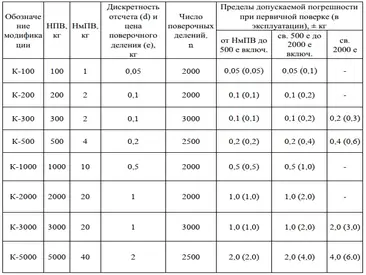 Обозначе ние модифика ции | НПВ, кг | НмПВ, кг | Дискретность отсчета (d) и цена поверочного деления (е), кг | Число поверочных делений, n | Пределы допускаемой погрешности при первичной поверке (в эксплуатации), ± кг
от НмПВ до 500 е включ. | св. 500 е до 2000 е включ. | св. 2000 е
К-100 | 100 | 1 | 0,05 | 2000 | 0,05 (0,05) | 0,05 (0,1) | -
К-200 | 200 | 2 | 0,1 | 2000 | 0,1 (0,1) | 0,1 (0,2) | -
К-300 | 300 | 2 | 0,1 | 3000 | 0,1 (0,1) | 0,1 (0,2) | 0,2 (0,3)
К-500 | 500 | 4 | 0,2 | 2500 | 0,2 (0,2) | 0,2 (0,4) | 0,4 (0,6)
К-1000 | 1000 | 10 | 0,5 | 2000 | 0,5 (0,5) | 0,5 (1,0) | -
К-2000 | 2000 | 20 | 1 | 2000 | 1,0 (1,0) | 1,0 (2,0) | -
К-3000 | 3000 | 20 | 1 | 3000 | 1,0 (1,0) | 1,0 (2,0) | 2,0 (3,0)
К-5000 | 5000 | 40 | 2 | 2500 | 2,0 (2,0) | 2,0 (4,0) | 4,0 (6,0)